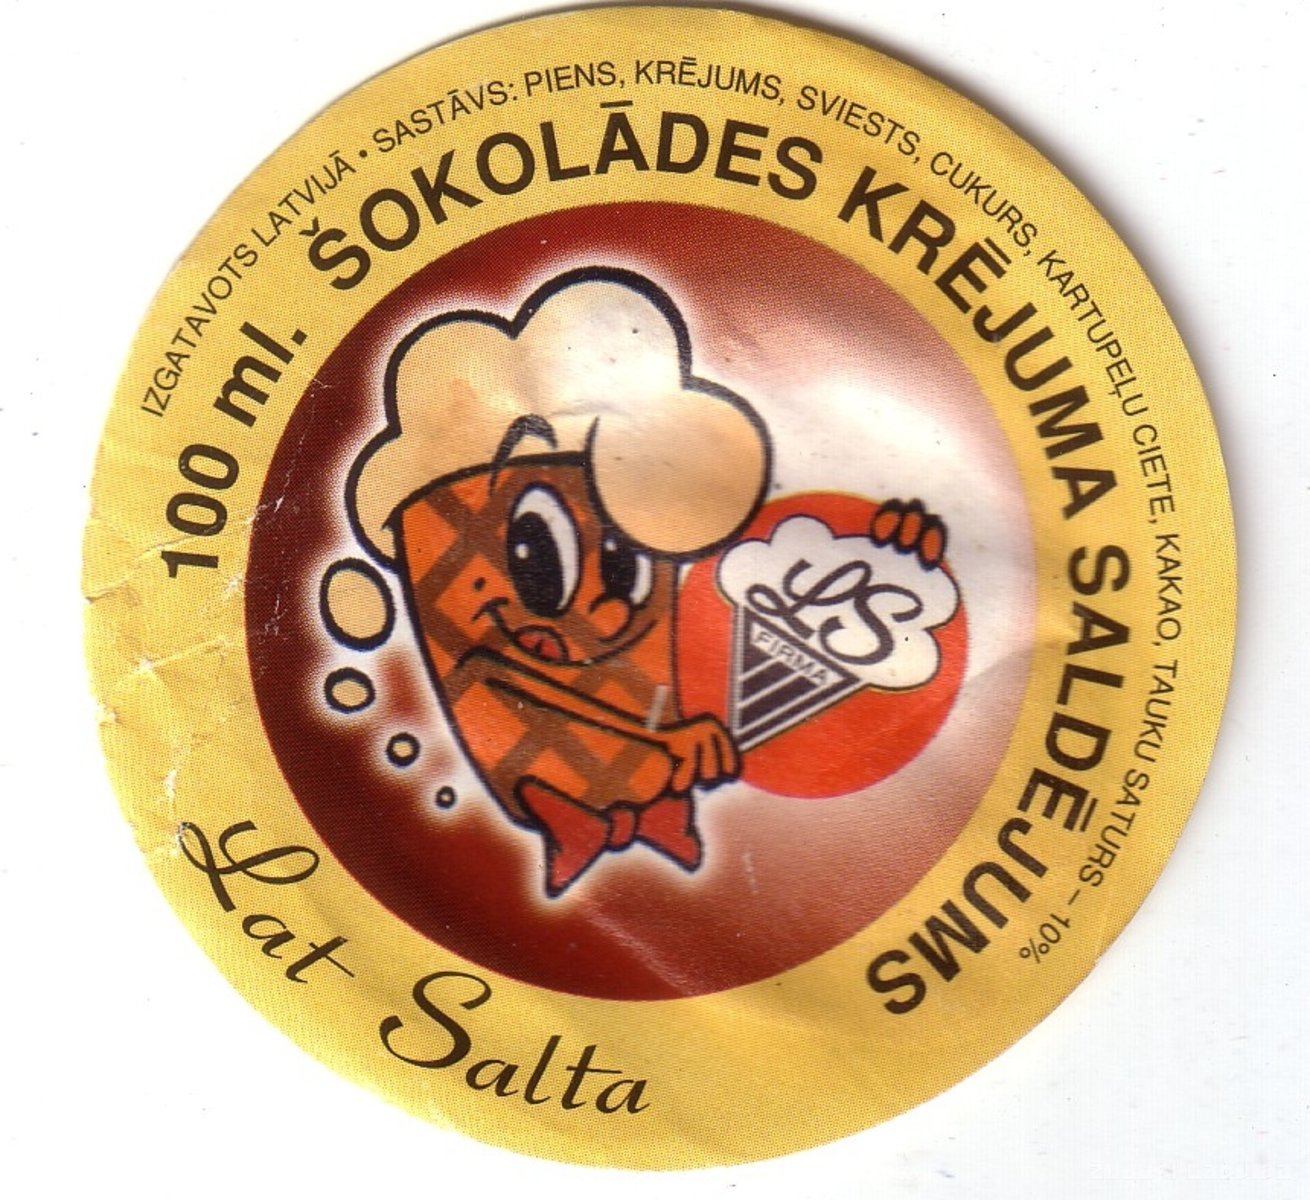 IZGATAVOTS LATVIJĀ • SASTĀVS: PIENS, KRĒJUMS, SVIESTS, CUKURS, KARTUPEĻU CIETE, KAKAO, TAUKU SATURS – 10%
100 ml. ŠOKOLĀDES KRĒJUMA SALDĒJUMS
LS
FIRMA
Lat Salta